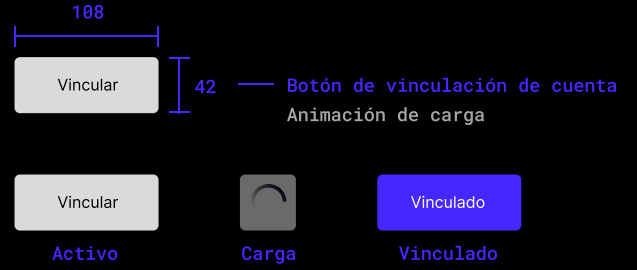 108
Vincular
42
Botón de vinculación de cuenta
Animación de carga
Vincular
Vinculado
Activo
Carga
Vinculado